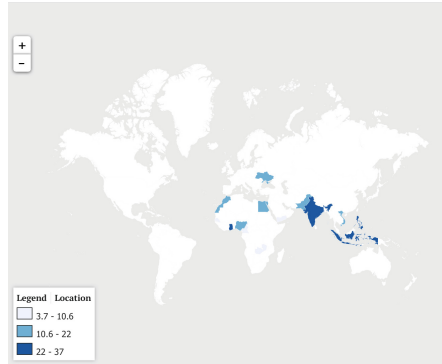 +
−
Legend Location
3.7 - 10.6
10.6 - 22
22 - 37